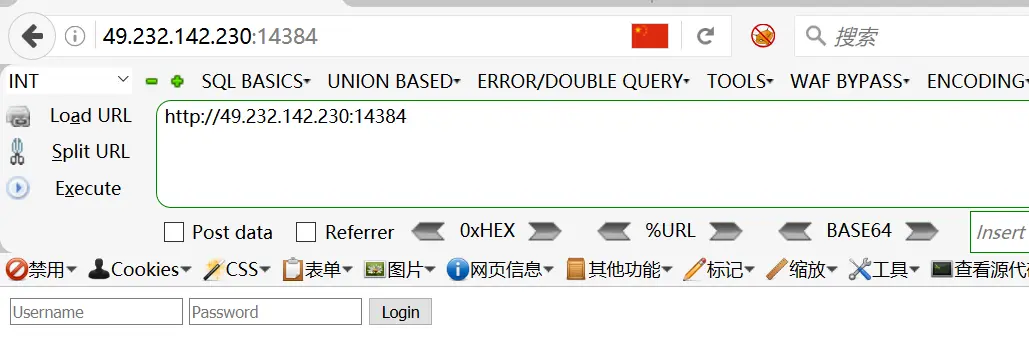 49.232.142.230:14384 搜索
INT SQL BASICS UNION BASED ERROR/DOUBLE QUERY TOOLS WAF BYPASS ENCODING
Load URL http://49.232.142.230:14384
Split URL
Execute
Post data Referrer 0xHEX %URL BASE64 Insert
禁用 Cookies CSS 表单 图片 网页信息 其他功能 标记 缩放 工具 查看源代码
Username Password Login